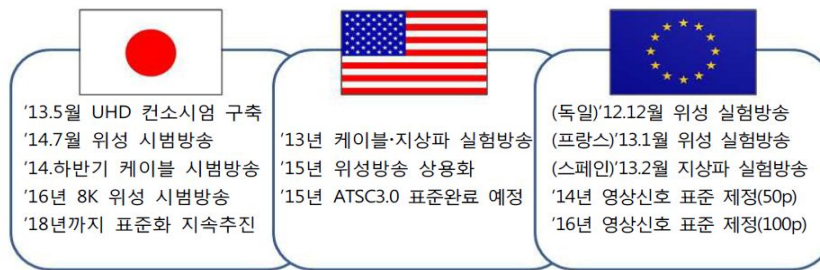 '13.5월 UHD 컨소시엄 구축
'14.7월 위성 시범방송
'14.하반기 케이블 시범방송
'16년 8K 위성 시범방송
'18년까지 표준화 지속추진
'13년 케이블·지상파 실험방송
'15년 위성방송 상용화
'15년 ATSC3.0 표준완료 예정
(독일)'12.12월 위성 실험방송
(프랑스)'13.1월 위성 실험방송
(스페인)'13.2월 지상파 실험방송
'14년 영상신호 표준 제정(50p)
'16년 영상신호 표준 제정(100p)